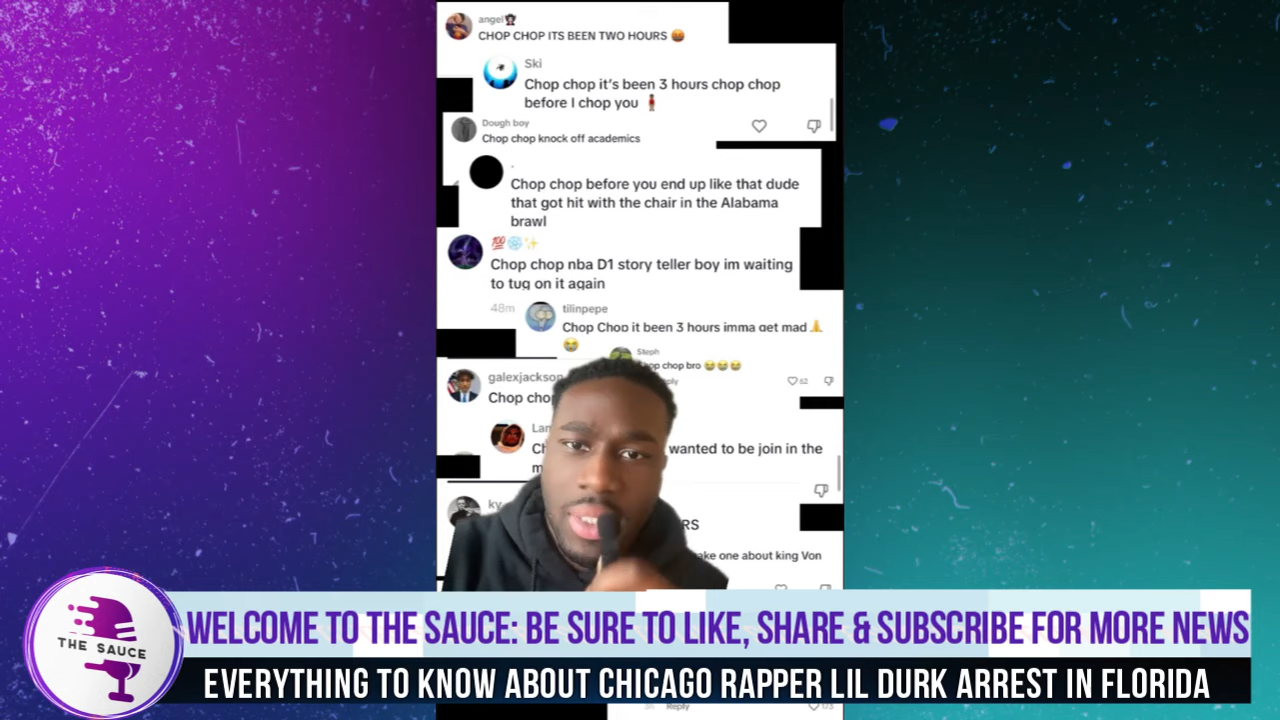 angel
CHOP CHOP ITS BEEN TWO HOURS
Ski
Chop chop it's been 3 hours chop chop
before I chop you
Dough boy
Chop chop knock off academics
.
Chop chop before you end up like that dude
that got hit with the chair in the Alabama
brawl
💯
Chop chop nba D1 story teller boy im waiting
to tug on it again
48m
tilinpepe
Chop Chop it been 3 hours imma get mad
Steph
chop bro
62
galexjackson
Chop
wanted to be join in the
ky
one about king Von
THE SAUCE
WELCOME TO THE SAUCE: BE SURE TO LIKE, SHARE & SUBSCRIBE FOR MORE NEWS
EVERYTHING TO KNOW ABOUT CHICAGO RAPPER LIL DURK ARREST IN FLORIDA
Reply
173